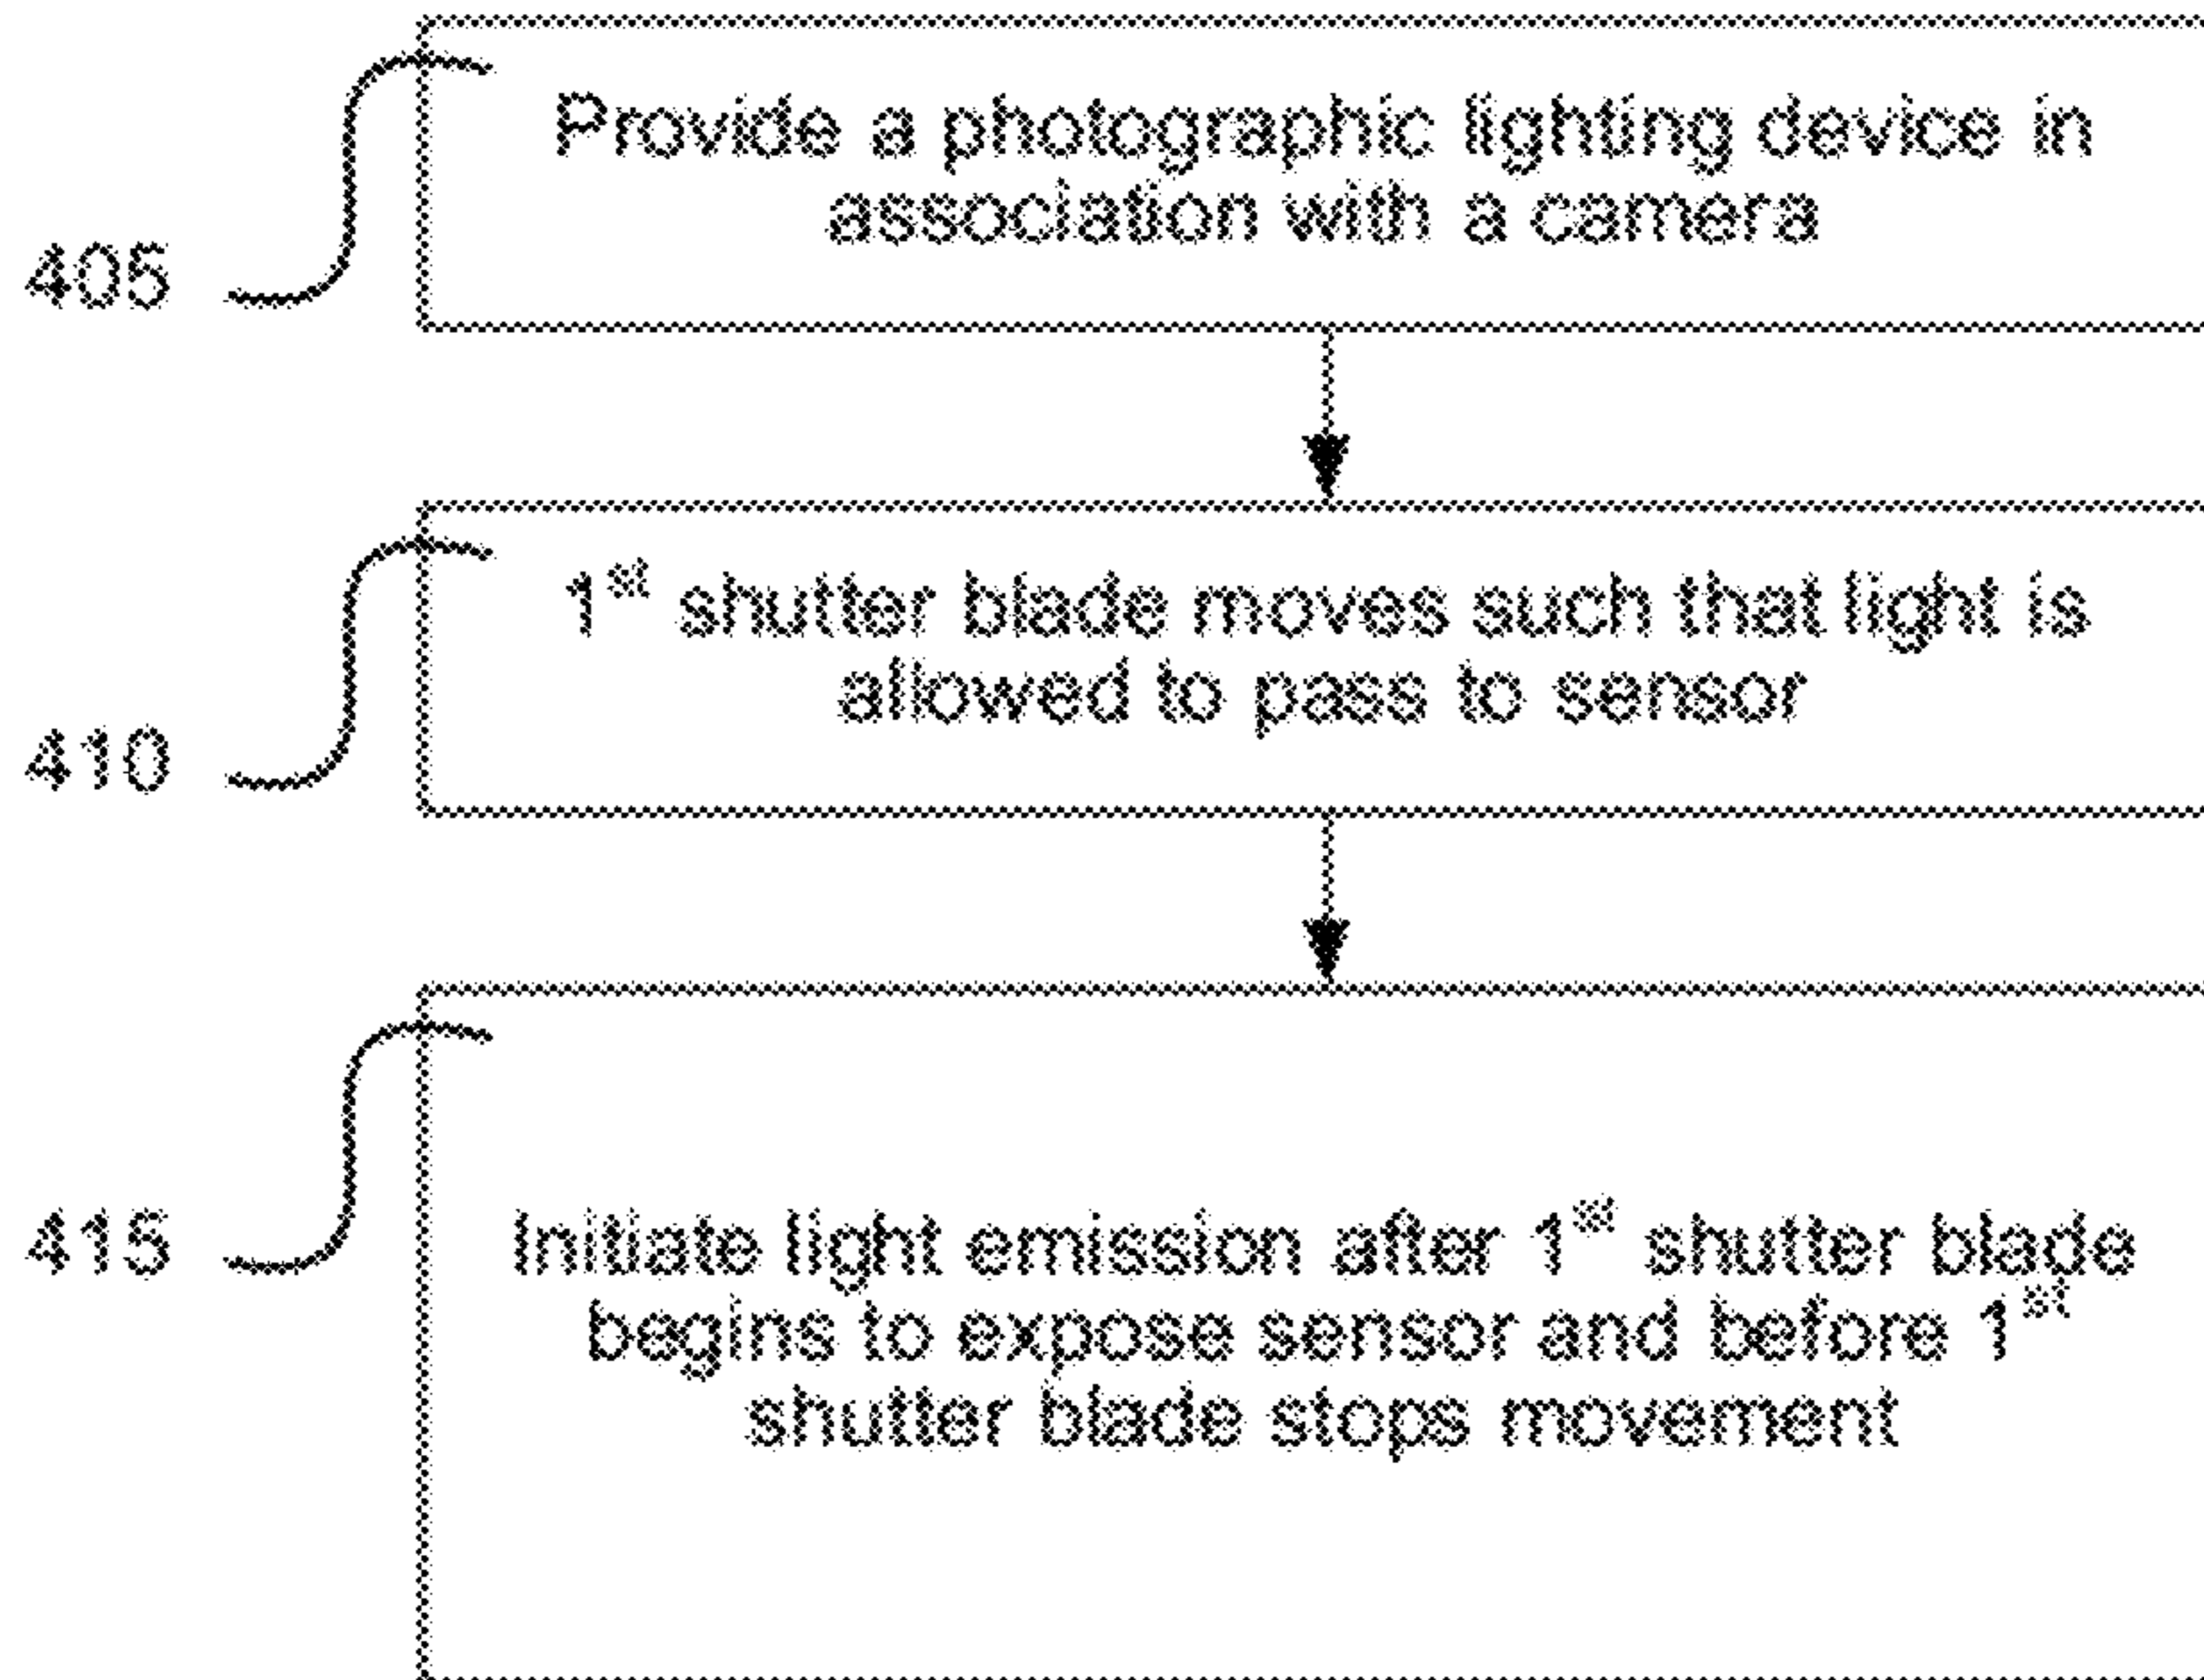 Provide a photographic lighting device in
association with a camera
405
1st shutter blade moves such that light is
allowed to pass to sensor
410
Initiate light emission after 1st shutter blade
begins to expose sensor and before 1st
shutter blade stops movement
415